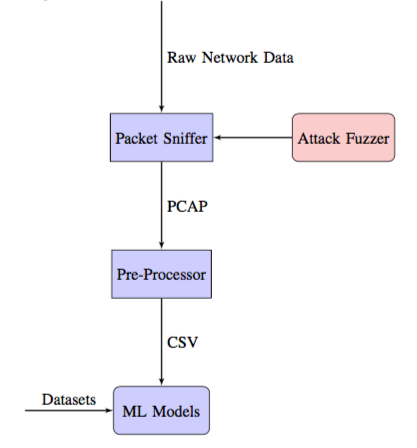 Raw Network Data
Packet Sniffer
Attack Fuzzer
PCAP
Pre-Processor
CSV
Datasets
ML Models